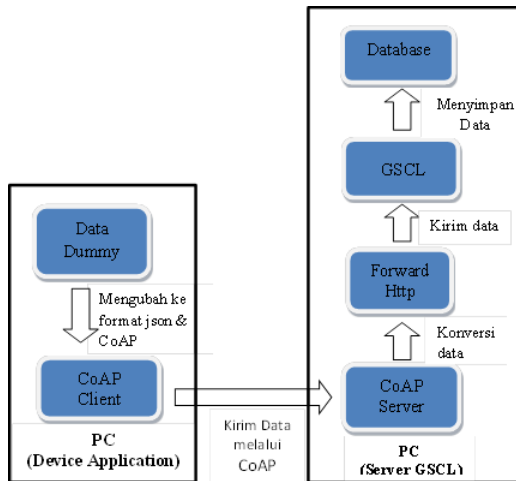 Database
Menyimpan
Data
GSCL
Kirim data
Forward
Http
Konversi
data
CoAP
Server
PC
(Server GSCL)
Data
Dummy
Mengubah ke
format json &
CoAP
CoAP
Client
PC
(Device Application)
Kirim Data
melalui
CoAP